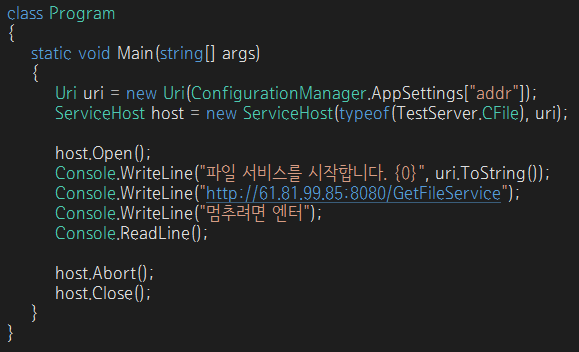 class Program
{
static void Main(string[] args)
{
Uri uri = new Uri(ConfigurationManager.AppSettings["addr"]);
ServiceHost host = new ServiceHost(typeof(TestServer.CFile), uri);
host.Open();
Console.WriteLine("파일 서비스를 시작합니다. {0}", uri.ToString());
Console.WriteLine("http://61.81.99.85:8080/GetFileService");
Console.WriteLine("멈추려면 엔터");
Console.ReadLine();
host.Abort();
host.Close();
}
}